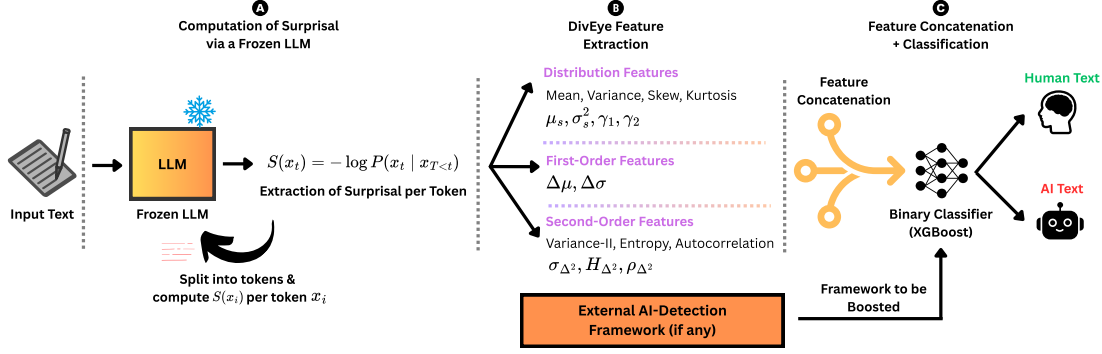 A
Computation of Surprisal
via a Frozen LLM
Input Text
LLM
Frozen LLM
S(x_t) = − log P(x_t | x_{T<t})
Extraction of Surprisal per Token
Split into tokens &
compute S(x_i) per token x_i
B
DivEye Feature
Extraction
Distribution Features
Mean, Variance, Skew, Kurtosis
μ_s, σ_s^2, γ_1, γ_2
First-Order Features
Δμ, Δσ
Second-Order Features
Variance-II, Entropy, Autocorrelation
σ_{Δ^2}, H_{Δ^2}, ρ_{Δ^2}
External AI-Detection
Framework (if any)
C
Feature Concatenation
+ Classification
Feature
Concatenation
Human Text
AI Text
Binary Classifier
(XGBoost)
Framework to be
Boosted